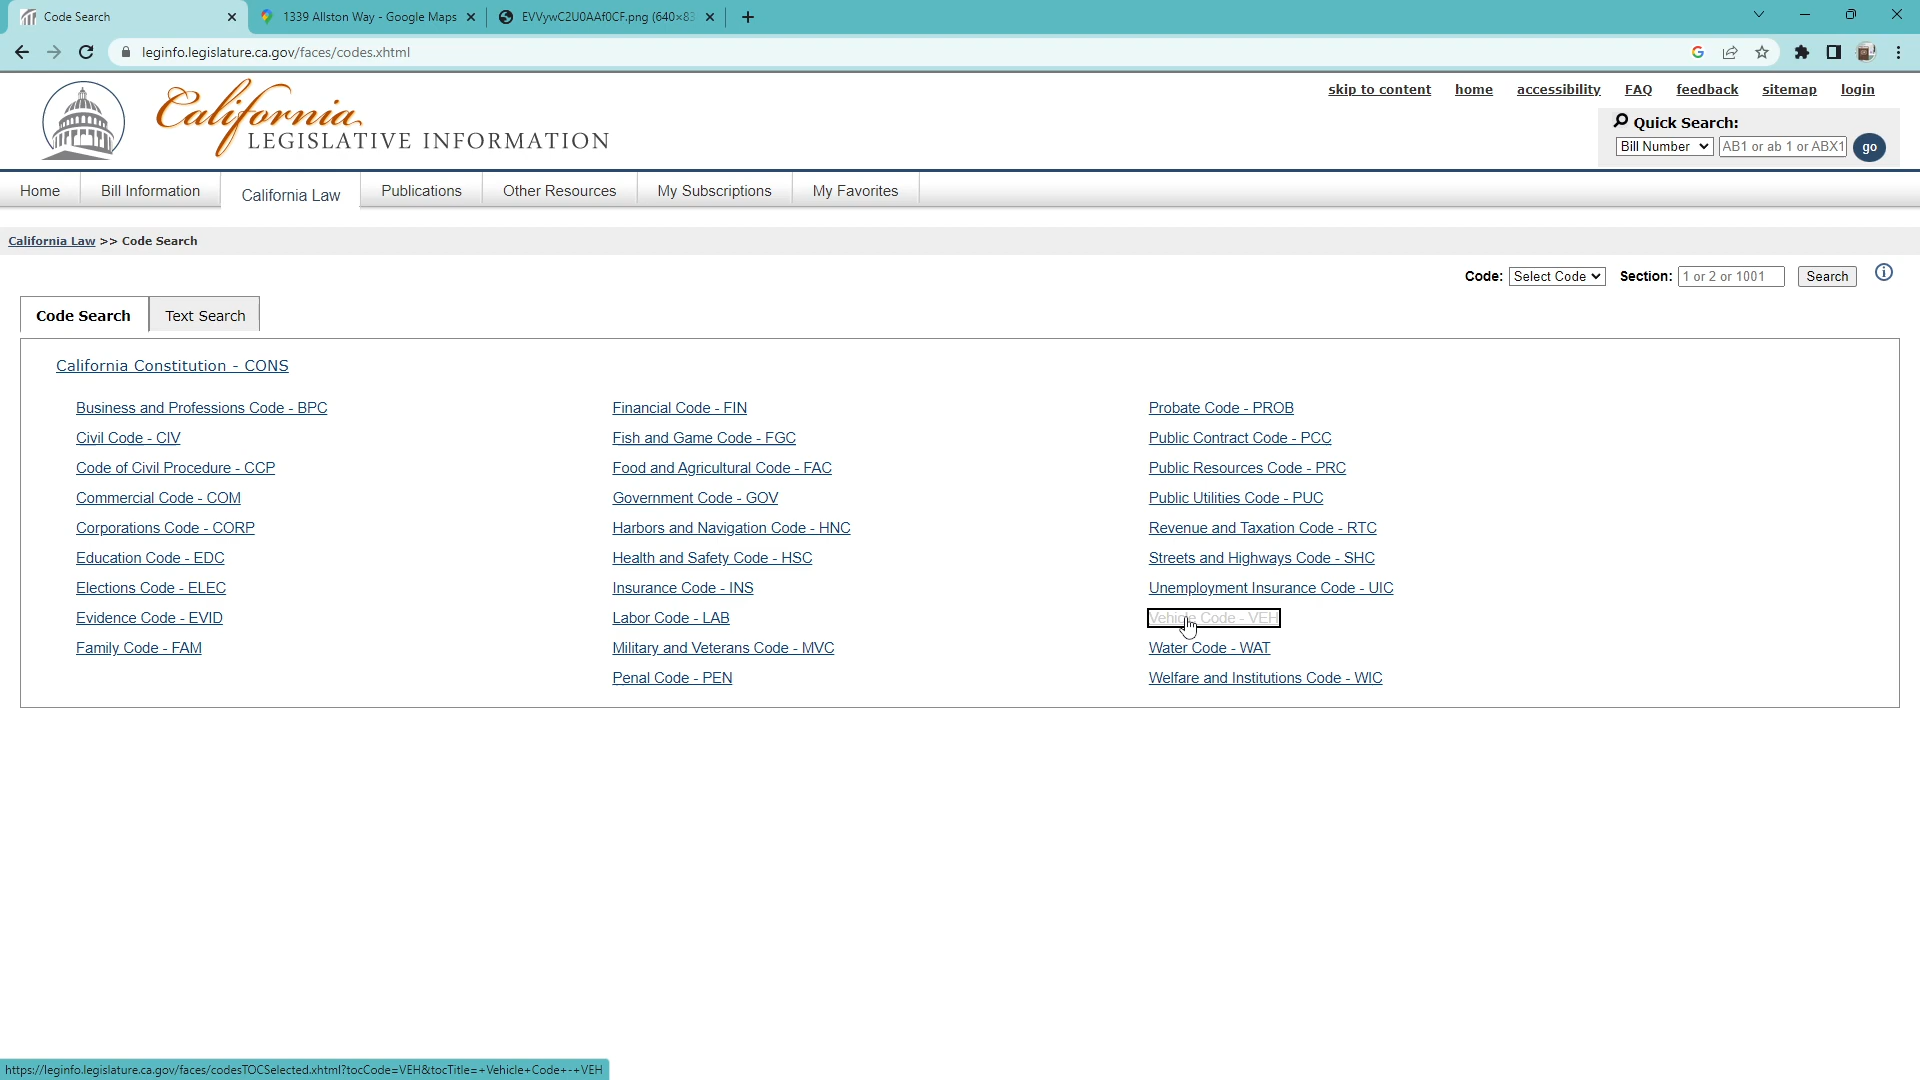 Code Search
1339 Allston Way - Google Maps
EVVywC2U0AAf0CF.png (640×83
leginfo.legislature.ca.gov/faces/codes.xhtml
skip to content home accessibility FAQ feedback sitemap login
California
LEGISLATIVE INFORMATION
Quick Search:
Bill Number AB1 or ab 1 or ABX1 go
Home Bill Information California Law Publications Other Resources My Subscriptions My Favorites
California Law >> Code Search
Code: Select Code Section: 1 or 2 or 1001 Search
Code Search Text Search
California Constitution - CONS
Business and Professions Code - BPC
Civil Code - CIV
Code of Civil Procedure - CCP
Commercial Code - COM
Corporations Code - CORP
Education Code - EDC
Elections Code - ELEC
Evidence Code - EVID
Family Code - FAM
Financial Code - FIN
Fish and Game Code - FGC
Food and Agricultural Code - FAC
Government Code - GOV
Harbors and Navigation Code - HNC
Health and Safety Code - HSC
Insurance Code - INS
Labor Code - LAB
Military and Veterans Code - MVC
Penal Code - PEN
Probate Code - PROB
Public Contract Code - PCC
Public Resources Code - PRC
Public Utilities Code - PUC
Revenue and Taxation Code - RTC
Streets and Highways Code - SHC
Unemployment Insurance Code - UIC
Vehicle Code - VEH
Water Code - WAT
Welfare and Institutions Code - WIC
https://leginfo.legislature.ca.gov/faces/codesTOCSelected.xhtml?tocCode=VEH&tocTitle=+Vehicle+Code+-+VEH